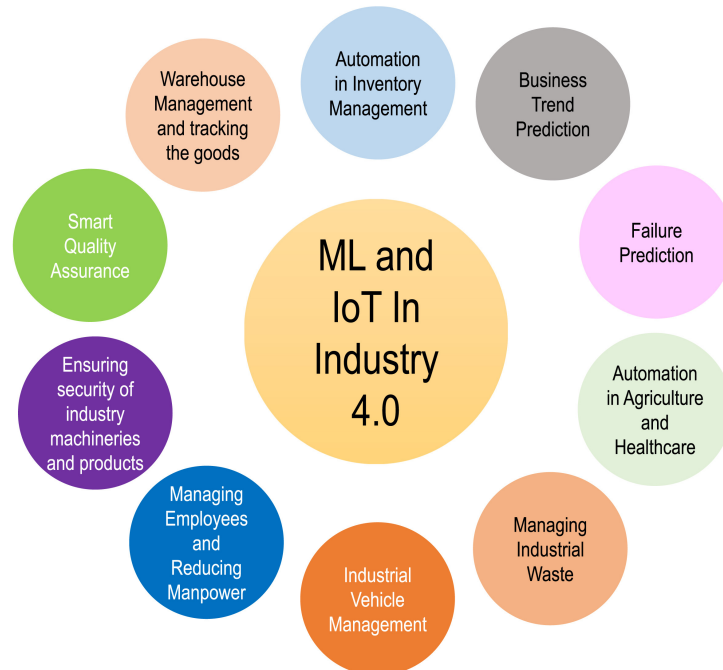 Automation
in Inventory
Management
Business
Trend
Prediction
Failure
Prediction
Automation
in Agriculture
and
Healthcare
Managing
Industrial
Waste
Industrial
Vehicle
Management
Managing
Employees
and
Reducing
Manpower
Ensuring
security of
industry
machineries
and products
Smart
Quality
Assurance
Warehouse
Management
and tracking
the goods
ML and
IoT In
Industry
4.0